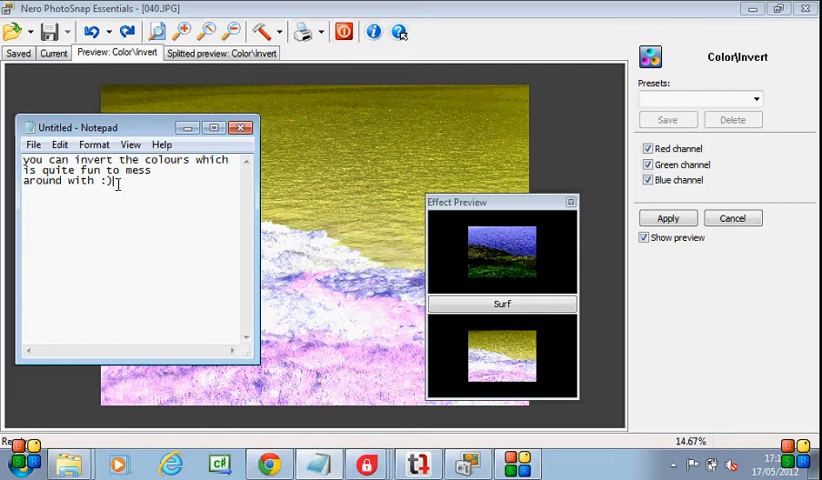 Nero PhotoSnap Essentials - [040.JPG]
Saved
Current
Preview: Color\Invert
Splitted preview: Color\Invert
Color\Invert
Presets:
Save
Delete
Red channel
Green channel
Blue channel
Apply
Cancel
Show preview
Untitled - Notepad
File Edit Format View Help
you can invert the colours which
is quite fun to mess
around with :)
Effect Preview
Surf
14.67%
C#
17/05/2012